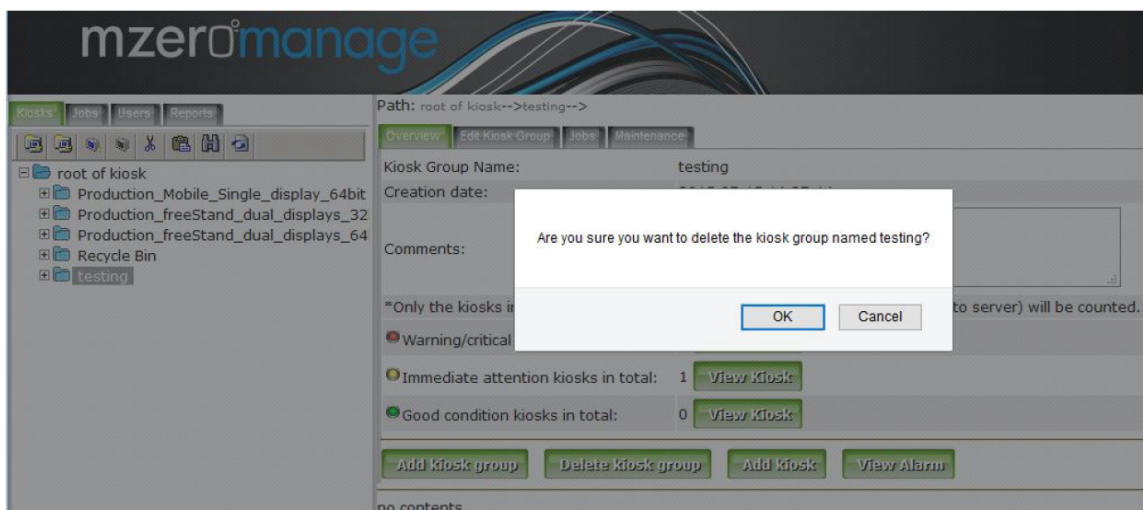 mzeromanage
Kiosks Jobs Users Reports
root of kiosk
Production_Mobile_Single_display_64bit
Production_freeStand_dual_displays_32
Production_freeStand_dual_displays_64
Recycle Bin
testing
Path: root of kiosk-->testing-->
Overview Edit Kiosk Group Jobs Maintenance
Kiosk Group Name: testing
Creation date:
Comments:
Are you sure you want to delete the kiosk group named testing?
OK Cancel
*Only the kiosks to server) will be counted.
Warning/critical
Immediate attention kiosks in total: 1 View Kiosk
Good condition kiosks in total: 0 View Kiosk
Add kiosk group Delete kiosk group Add kiosk View Alarm
no contents